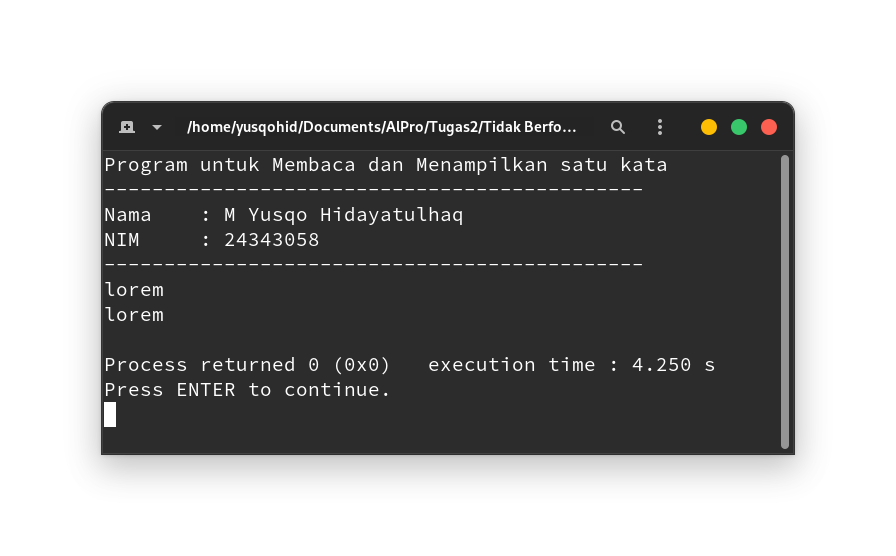 /home/yusqohid/Documents/AlPro/Tugas2/Tidak Berfo...
Program untuk Membaca dan Menampilkan satu kata
---------------------------------------------
Nama    : M Yusqo Hidayatulhaq
NIM     : 24343058
---------------------------------------------
lorem
lorem
Process returned 0 (0x0)   execution time : 4.250 s
Press ENTER to continue.